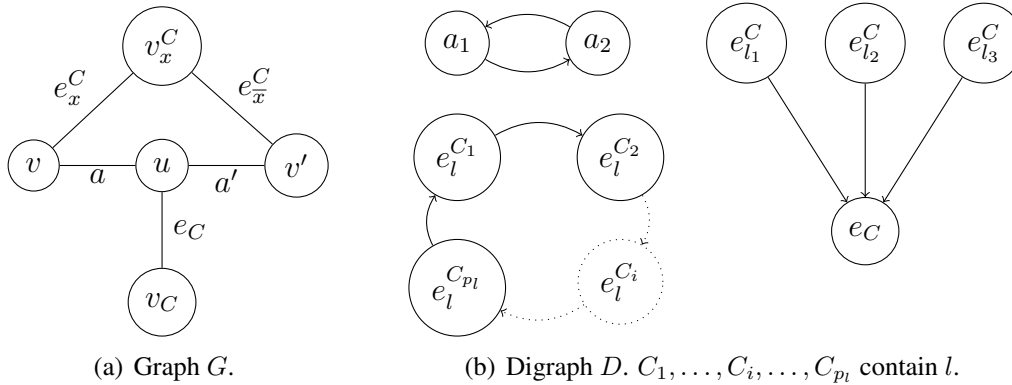 v_x^C
e_x^C
e_{\overline{x}}^C
v
a
u
a'
v'
e_C
v_C
(a) Graph G.
a_1
a_2
e_l^{C_1}
e_l^{C_2}
e_l^{C_{p_l}}
e_l^{C_i}
e_{l_1}^C
e_{l_2}^C
e_{l_3}^C
e_C
(b) Digraph D. C_1, . . . , C_i, . . . , C_{p_l} contain l.